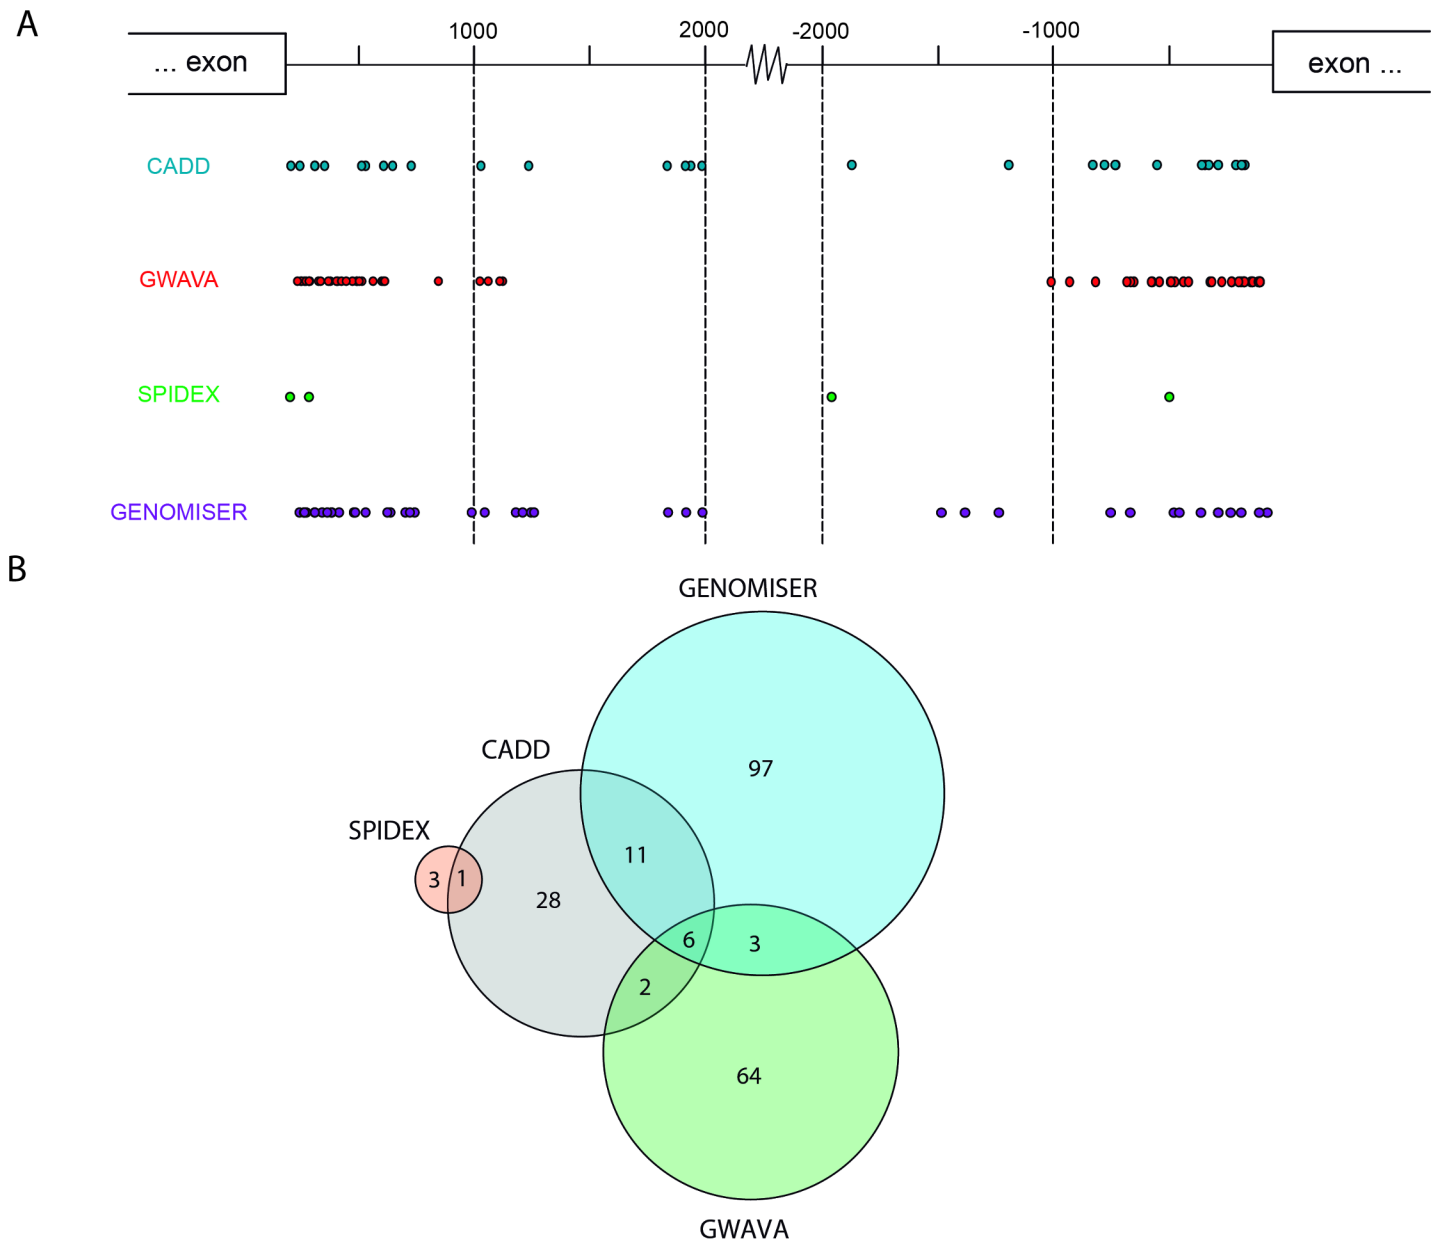 A
1000
2000
-2000
-1000
... exon
exon ...
CADD
GWAVA
SPIDEX
GENOMISER
B
GENOMISER
97
CADD
SPIDEX
11
3
1
28
6
3
2
64
GWAVA